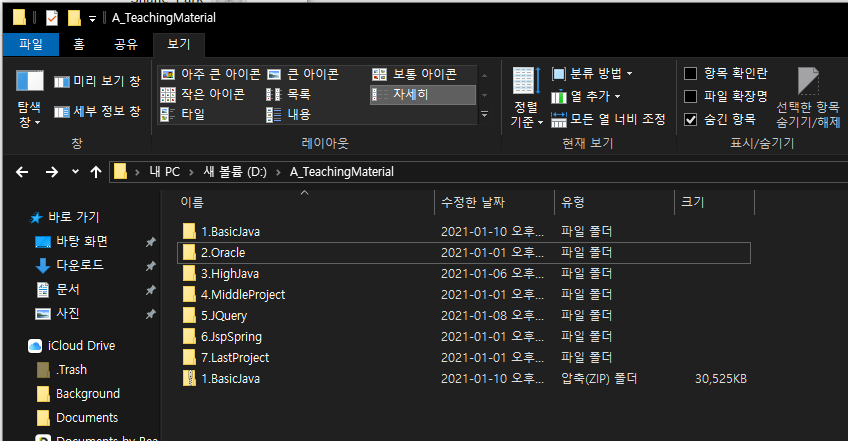 A_TeachingMaterial
파일 홈 공유 보기
미리 보기 창
세부 정보 창
탐색 창
창
아주 큰 아이콘 큰 아이콘 보통 아이콘
작은 아이콘 목록 자세히
타일 내용
레이아웃
정렬 기준
분류 방법
열 추가
모든 열 너비 조정
현재 보기
항목 확인란
파일 확장명
숨긴 항목
선택한 항목 숨기기/해제
표시/숨기기
내 PC 새 볼륨 (D:) A_TeachingMaterial
바로 가기
바탕 화면
다운로드
문서
사진
iCloud Drive
.Trash
Background
Documents
이름 수정한 날짜 유형 크기
1.BasicJava 2021-01-10 오후... 파일 폴더
2.Oracle 2021-01-01 오후... 파일 폴더
3.HighJava 2021-01-06 오후... 파일 폴더
4.MiddleProject 2021-01-01 오후... 파일 폴더
5.JQuery 2021-01-08 오후... 파일 폴더
6.JspSpring 2021-01-01 오후... 파일 폴더
7.LastProject 2021-01-01 오후... 파일 폴더
1.BasicJava 2021-01-10 오후... 압축(ZIP) 폴더 30,525KB